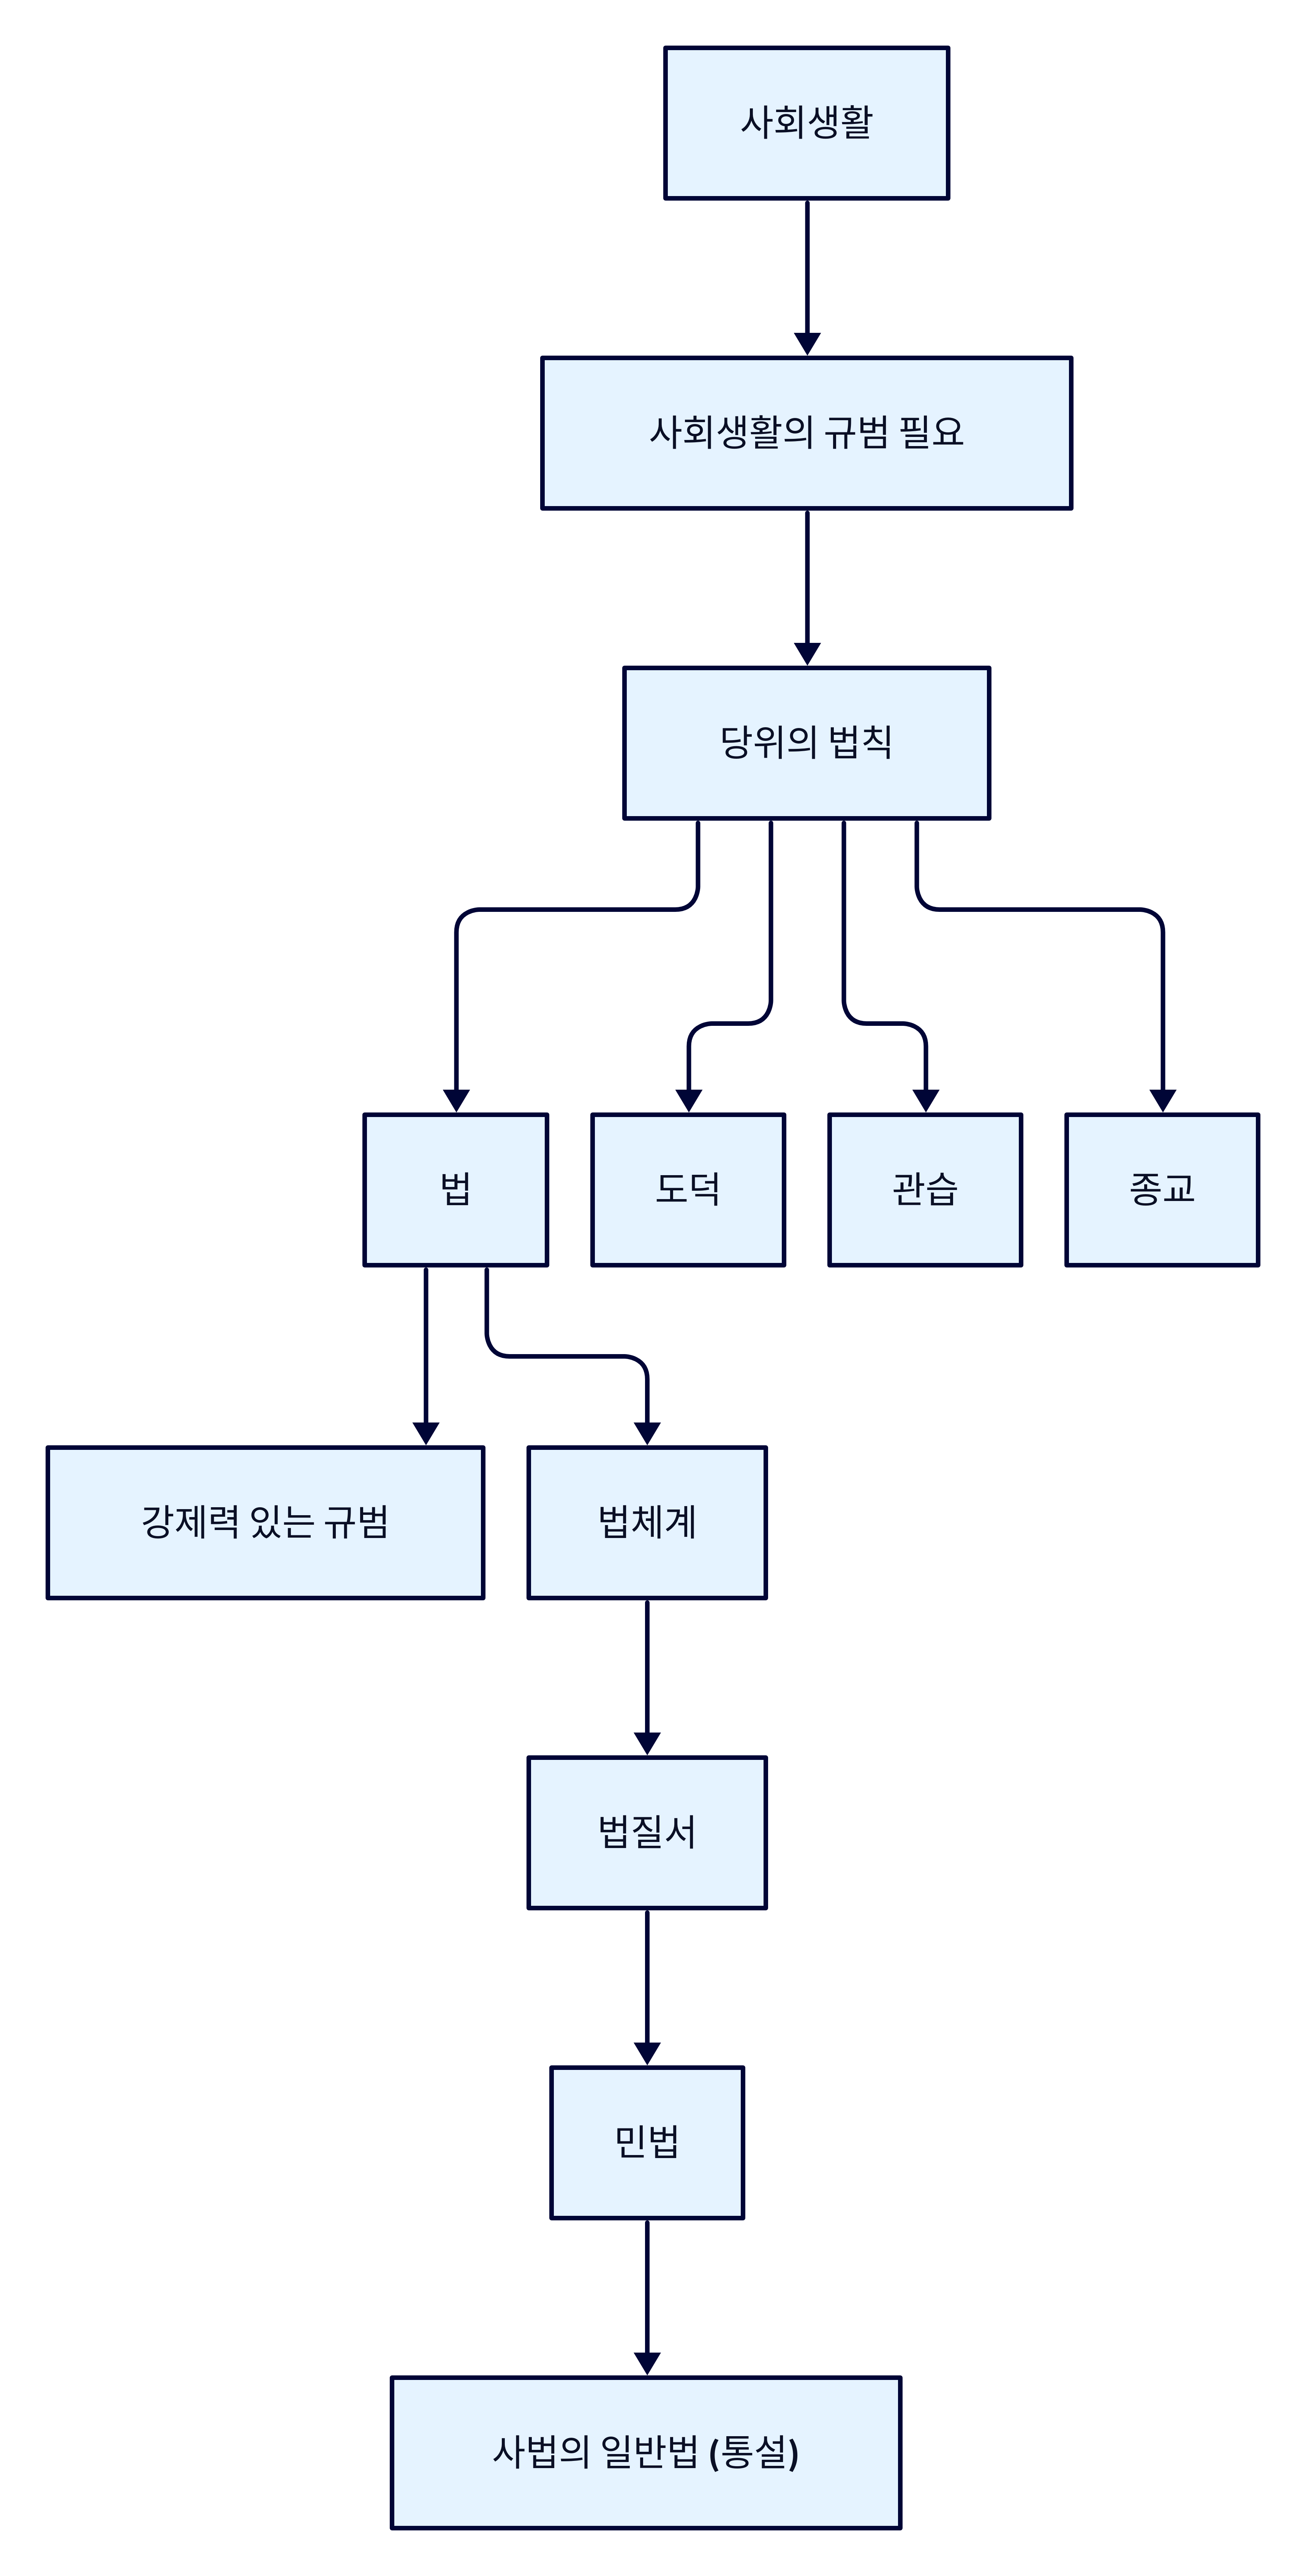 사회생활
사회생활의 규범 필요
당위의 법칙
법
도덕
관습
종교
강제력 있는 규범
법체계
법질서
민법
사법의 일반법 (통설)